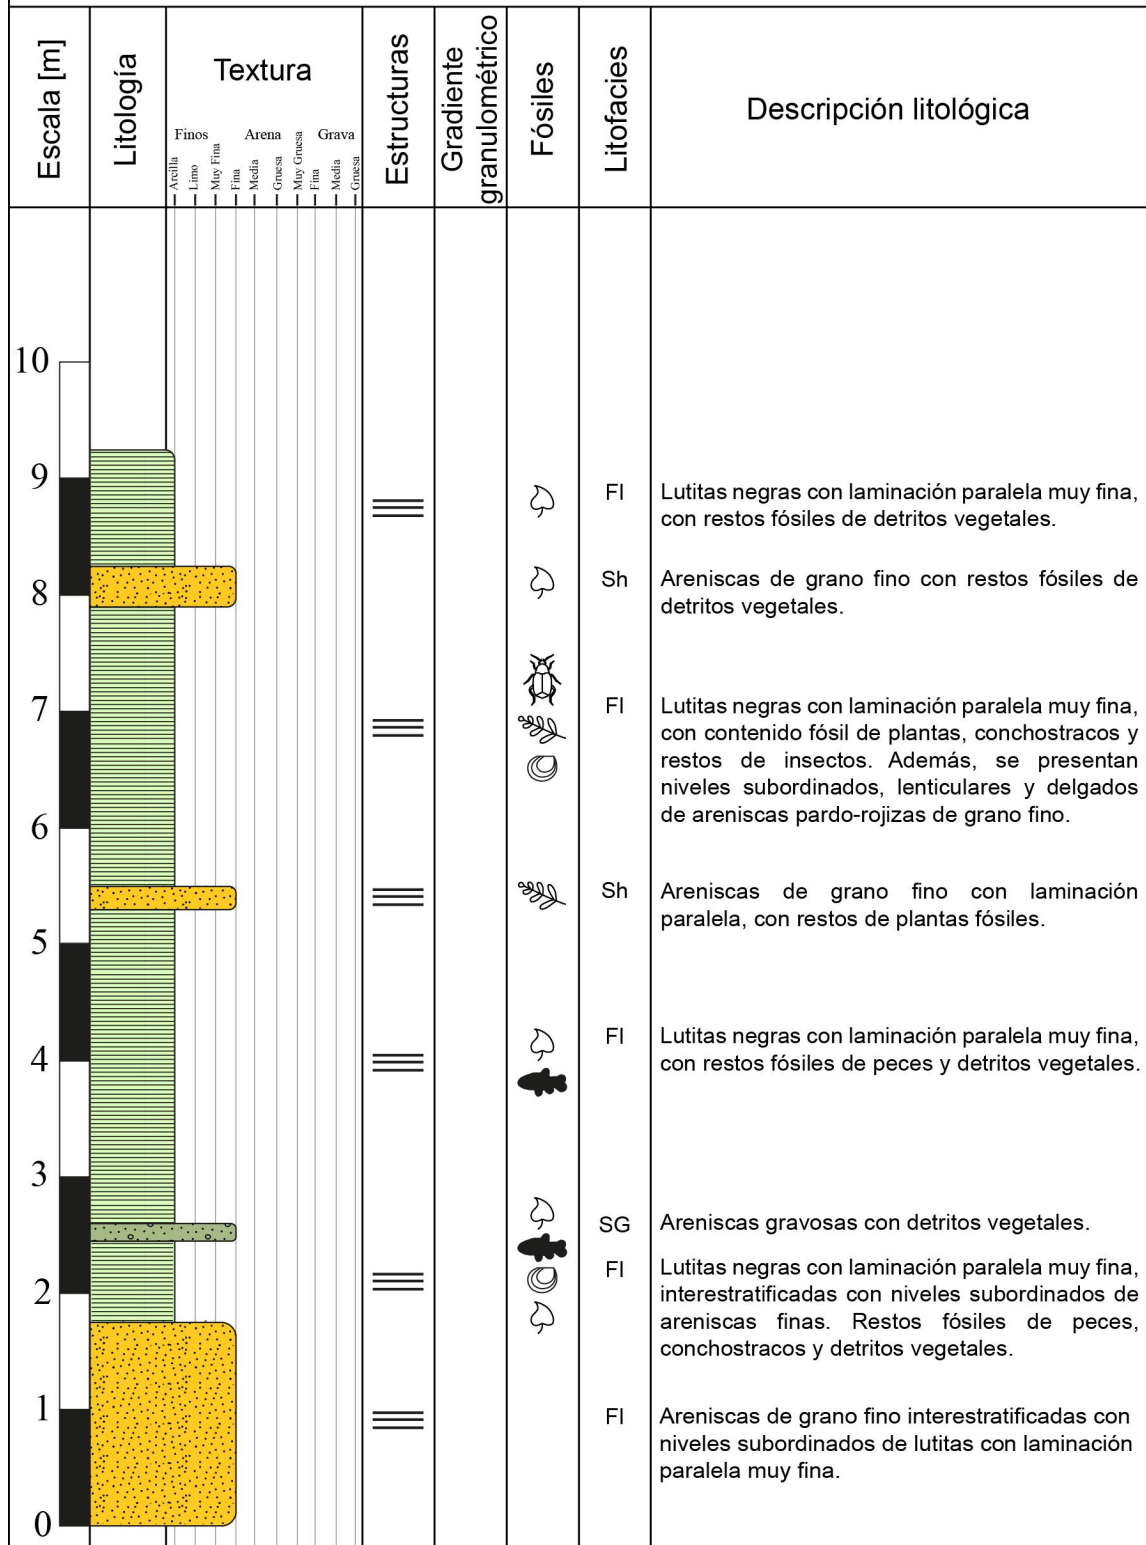 Escala [m]
Litología
Textura
Finos
Arena
Grava
Arcilla
Limo
Muy Fina
Fina
Media
Gruesa
Muy Gruesa
Fina
Media
Gruesa
Estructuras
Gradiente
granulométrico
Fósiles
Litofacies
Descripción litológica
10
9
Fl
Lutitas negras con laminación paralela muy fina,
con restos fósiles de detritos vegetales.
8
Sh
Areniscas de grano fino con restos fósiles de
detritos vegetales.
7
Fl
Lutitas negras con laminación paralela muy fina,
con contenido fósil de plantas, conchostracos y
restos de insectos. Además, se presentan
niveles subordinados, lenticulares y delgados
de areniscas pardo-rojizas de grano fino.
6
Sh
Areniscas de grano fino con laminación
paralela, con restos de plantas fósiles.
5
Fl
Lutitas negras con laminación paralela muy fina,
con restos fósiles de peces y detritos vegetales.
4
3
SG
Areniscas gravosas con detritos vegetales.
Fl
Lutitas negras con laminación paralela muy fina,
interestratificadas con niveles subordinados de
areniscas finas. Restos fósiles de peces,
conchostracos y detritos vegetales.
2
1
Fl
Areniscas de grano fino interestratificadas con
niveles subordinados de lutitas con laminación
paralela muy fina.
0